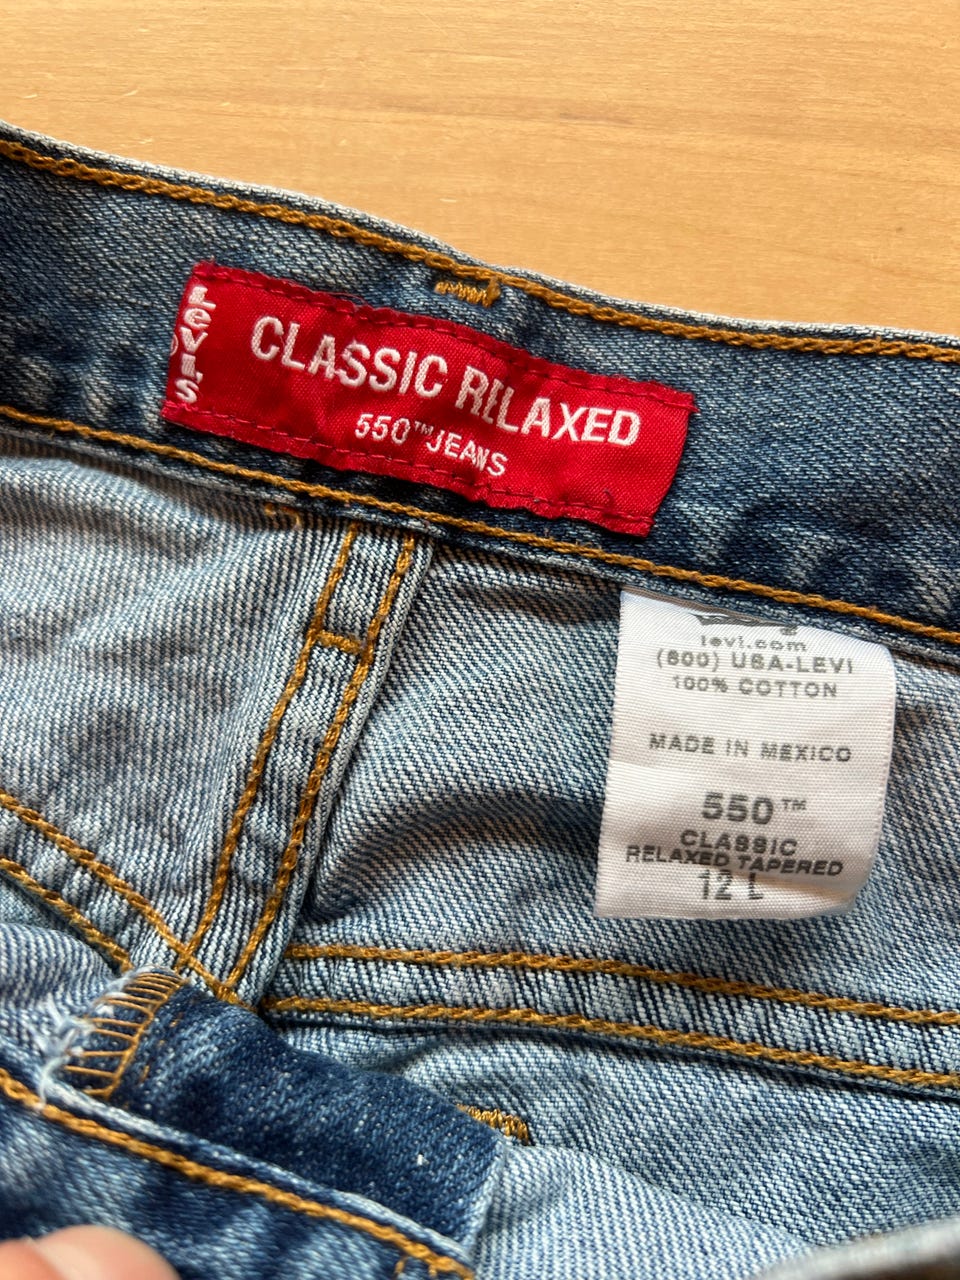 LEVI'S
CLASSIC RELAXED
550™ JEANS
levi.com
(800) USA-LEVI
100% COTTON
MADE IN MEXICO
550™
CLASSIC
RELAXED TAPERED
12 L